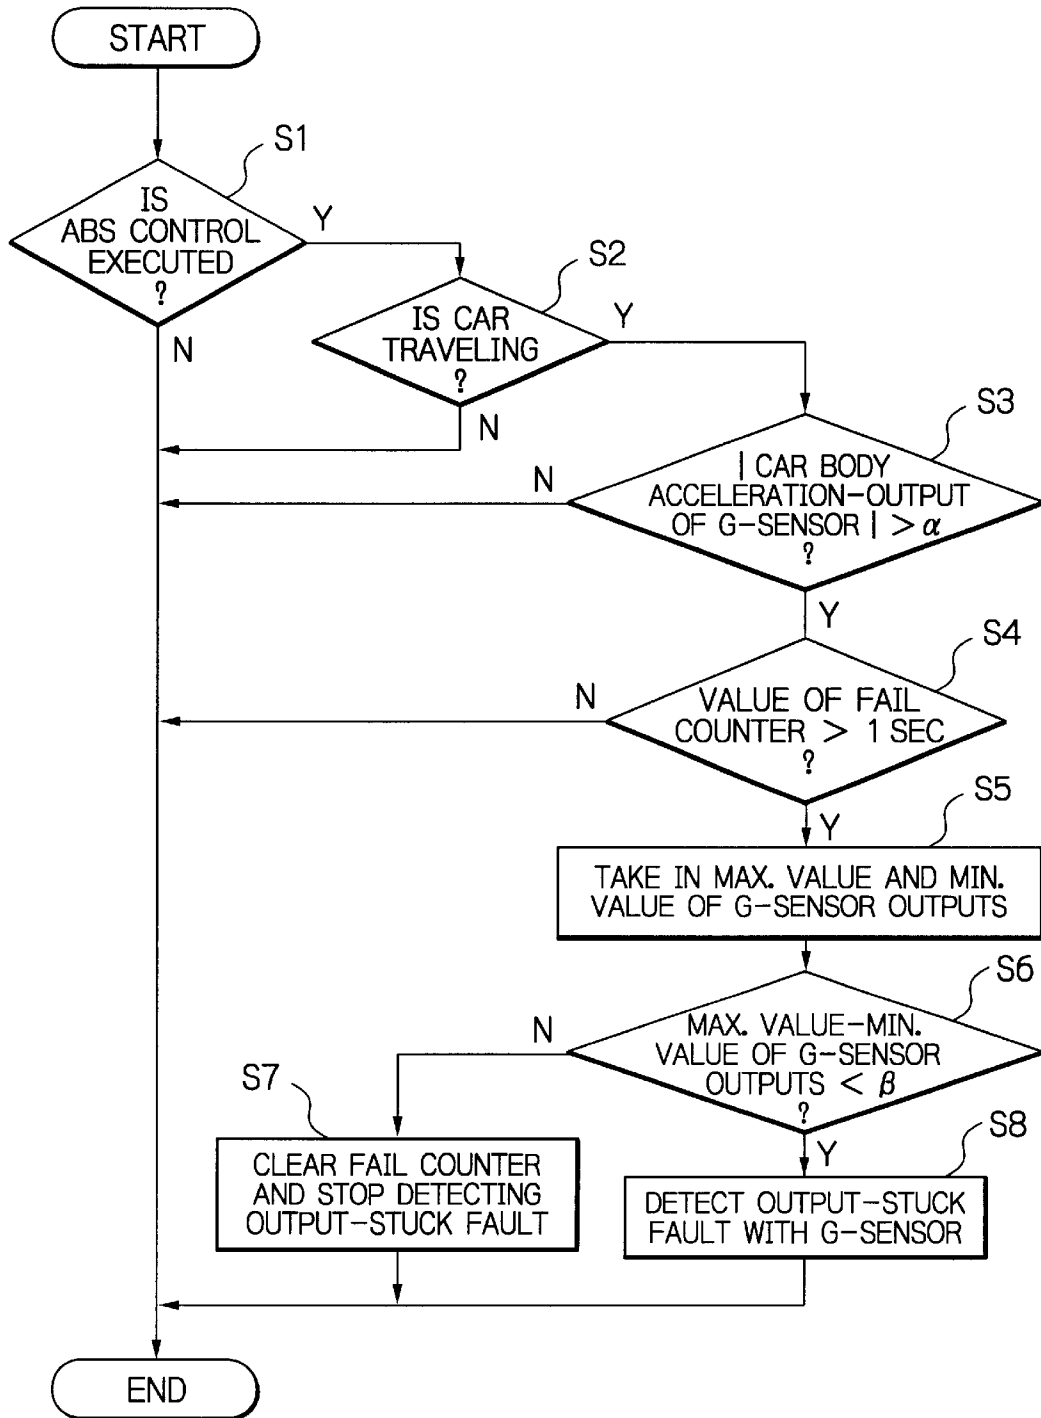 START
S1
IS
ABS CONTROL
EXECUTED
?
Y
N
S2
IS CAR
TRAVELING
?
Y
N
S3
| CAR BODY
ACCELERATION-OUTPUT
OF G-SENSOR | > α
?
N
Y
S4
VALUE OF FAIL
COUNTER > 1 SEC
?
N
Y
S5
TAKE IN MAX. VALUE AND MIN.
VALUE OF G-SENSOR OUTPUTS
S6
MAX. VALUE-MIN.
VALUE OF G-SENSOR
OUTPUTS < β
?
N
Y
S7
CLEAR FAIL COUNTER
AND STOP DETECTING
OUTPUT-STUCK FAULT
S8
DETECT OUTPUT-STUCK
FAULT WITH G-SENSOR
END